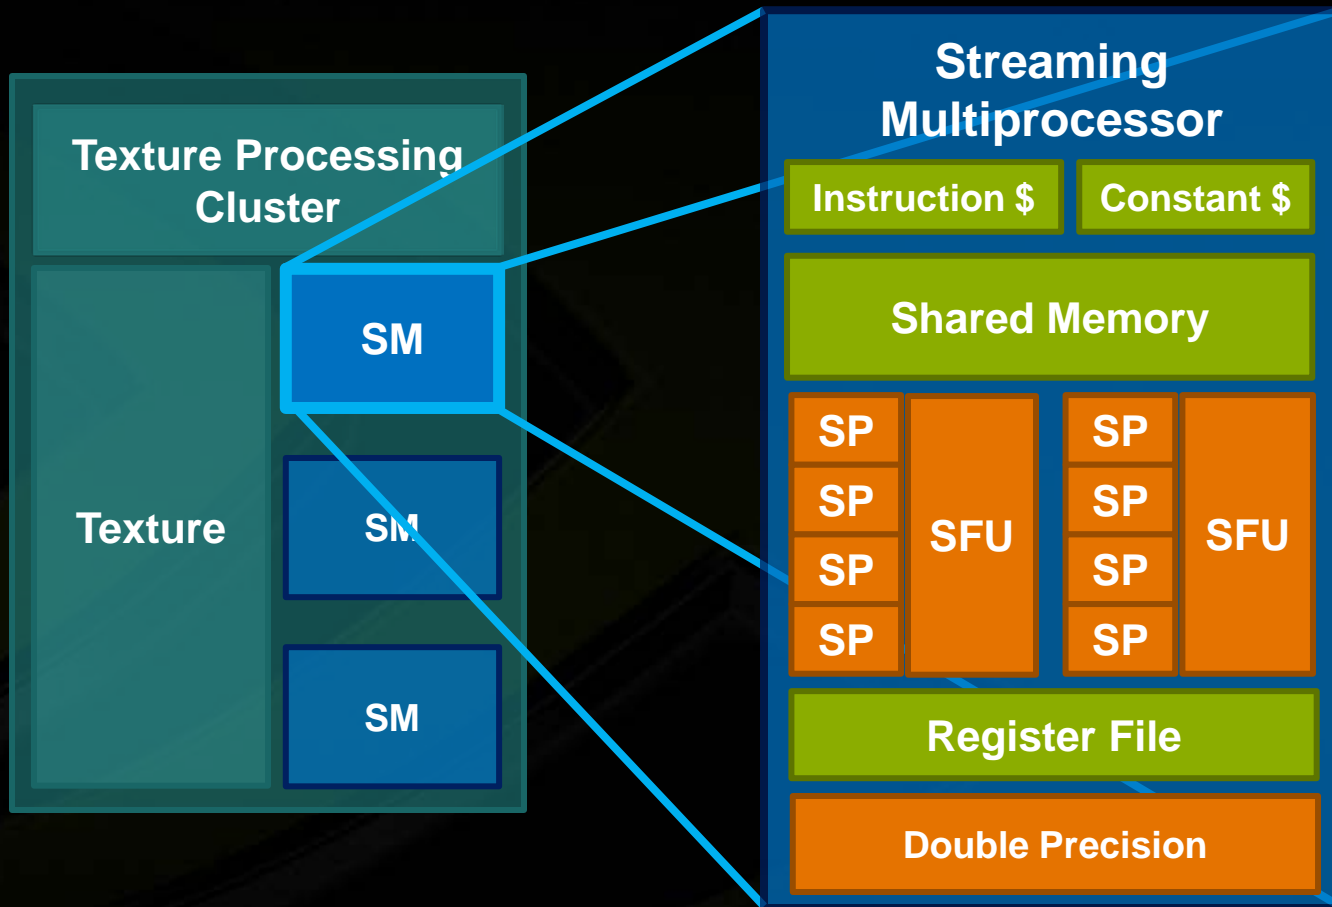 Texture Processing
Cluster
Texture
SM
SM
SM
Streaming
Multiprocessor
Instruction $
Constant $
Shared Memory
SP
SP
SP
SP
SFU
SP
SP
SP
SP
SFU
Register File
Double Precision